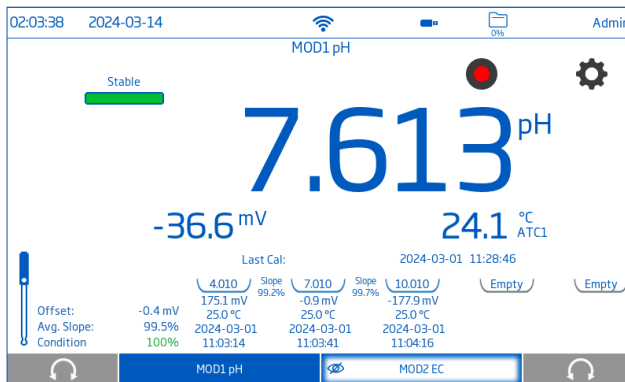 02:03:38 2024-03-14 0% Admin
MOD1 pH
Stable
7.613 pH
-36.6 mV 24.1 °C ATC1
Last Cal: 2024-03-01 11:28:46
4.010 Slope 99.2% 7.010 Slope 99.7% 10.010 Empty Empty
175.1 mV -0.9 mV -177.9 mV
Offset: -0.4 mV 25.0 °C 25.0 °C 25.0 °C
Avg. Slope: 99.5% 2024-03-01 2024-03-01 2024-03-01
Condition 100% 11:03:14 11:03:41 11:04:16
MOD1 pH MOD2 EC